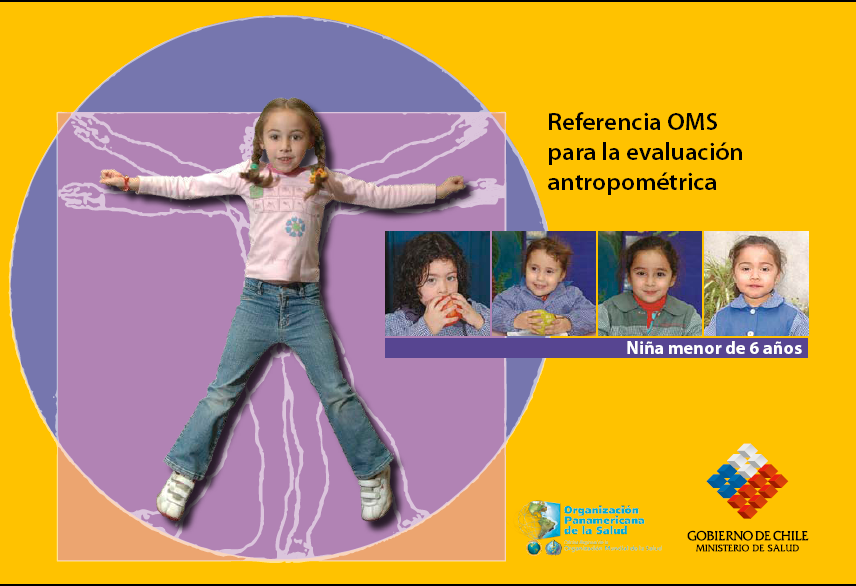 Referencia OMS
para la evaluación
antropométrica
Niña menor de 6 años
Organización
Panamericana
de la Salud
GOBIERNO DE CHILE
MINISTERIO DE SALUD